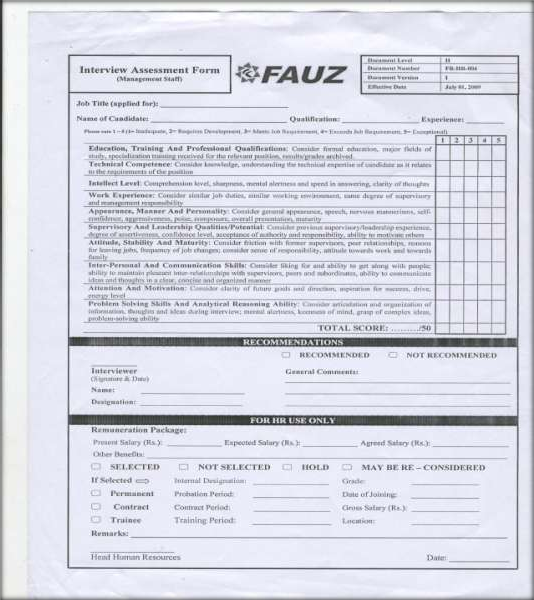 Interview Assessment Form
(Management Staff)
FAUZ
Document Level II
Document Number FR-HR-004
Document Version 1
Effective Date July 01, 2009
Job Title (applied for):
Name of Candidate: Qualification: Experience:
Please rate 1 – 5 (1= Inadequate, 2= Requires Development, 3= Meets Job Requirement, 4= Exceeds Job Requirement, 5= Exceptional)
1 2 3 4 5
Education, Training And Professional Qualifications: Consider formal education, major fields of
study, specialization training received for the relevant position, results/grades archived.
Technical Competence: Consider knowledge, understanding the technical expertise of candidate as it relates
to the requirements of the position
Intellect Level: Comprehension level, sharpness, mental alertness and speed in answering, clarity of thoughts
Work Experience: Consider similar job duties, similar working environment, same degree of supervisory
and management responsibility
Appearance, Manner And Personality: Consider general appearance, speech, nervous mannerisms, self-
confidence, aggressiveness, poise, composure, overall presentation, maturity
Supervisory And Leadership Qualities/Potential: Consider previous supervisory/leadership experience,
degree of assertiveness, confidence level, acceptance of authority and responsibility, ability to motivate others
Attitude, Stability And Maturity: Consider friction with former supervisors, peer relationships, reasons
for leaving jobs, frequency of job changes; consider sense of responsibility, attitude towards work and towards
family
Inter-Personal And Communication Skills: Consider liking for and ability to get along with people;
ability to maintain pleasant inter-relationships with supervisors, peers and subordinates, ability to communicate
ideas and thoughts in a clear, concise and organized manner
Attention And Motivation: Consider clarity of future goals and direction, aspiration for success, drive,
energy level
Problem Solving Skills And Analytical Reasoning Ability: Consider articulation and organization of
information, thoughts and ideas during interview; mental alertness, keenness of mind, grasp of complex ideas,
problem-solving ability
TOTAL SCORE: ........./50
RECOMMENDATIONS
RECOMMENDED NOT RECOMMENDED
Interviewer General Comments:
(Signature & Date)
Name:
Designation:
FOR HR USE ONLY
Remuneration Package:
Present Salary (Rs.): Expected Salary (Rs.): Agreed Salary (Rs.):
Other Benefits:
SELECTED NOT SELECTED HOLD MAY BE RE – CONSIDERED
If Selected ⇨ Internal Designation: Grade:
Permanent Probation Period: Date of Joining:
Contract Contract Period: Gross Salary (Rs.):
Trainee Training Period: Location:
Remarks:
Head Human Resources Date: